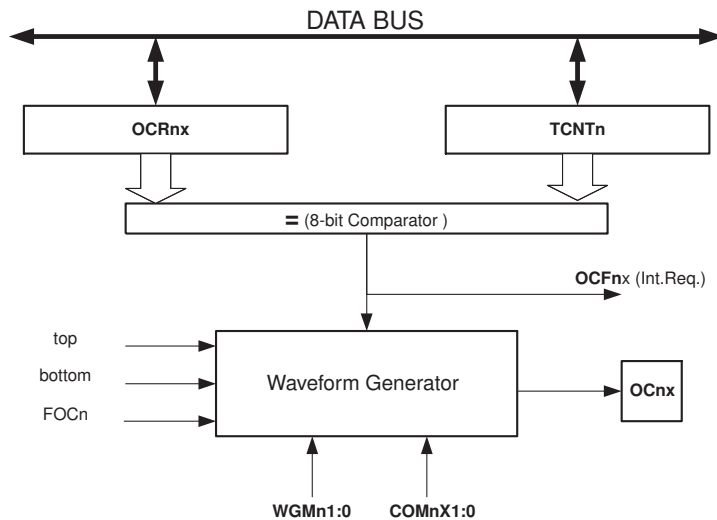 DATA BUS
OCRnx
TCNTn
= (8-bit Comparator )
OCFnx (Int.Req.)
top
bottom
FOCn
Waveform Generator
OCnx
WGMn1:0
COMnX1:0